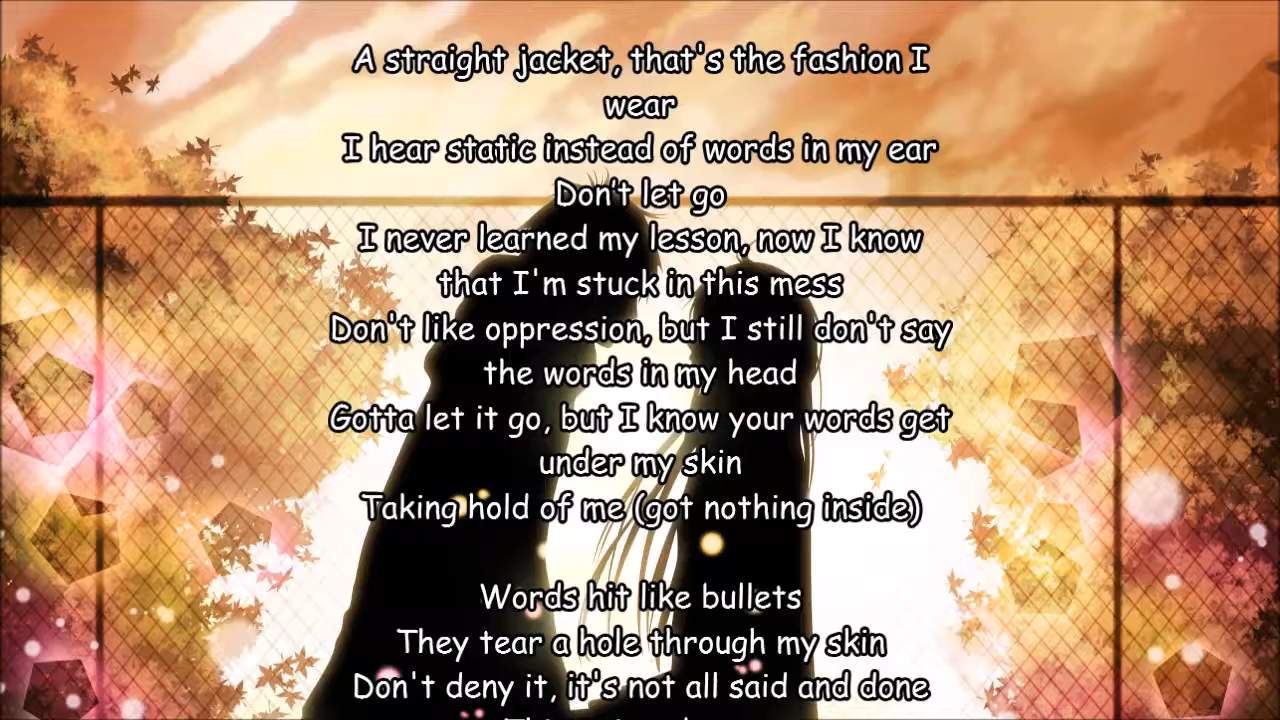 A straight jacket, that's the fashion I
wear
I hear static instead of words in my ear
Don't let go
I never learned my lesson, now I know
that I'm stuck in this mess
Don't like oppression, but I still don't say
the words in my head
Gotta let it go, but I know your words get
under my skin
Taking hold of me (got nothing inside)
Words hit like bullets
They tear a hole through my skin
Don't deny it, it's not all said and done